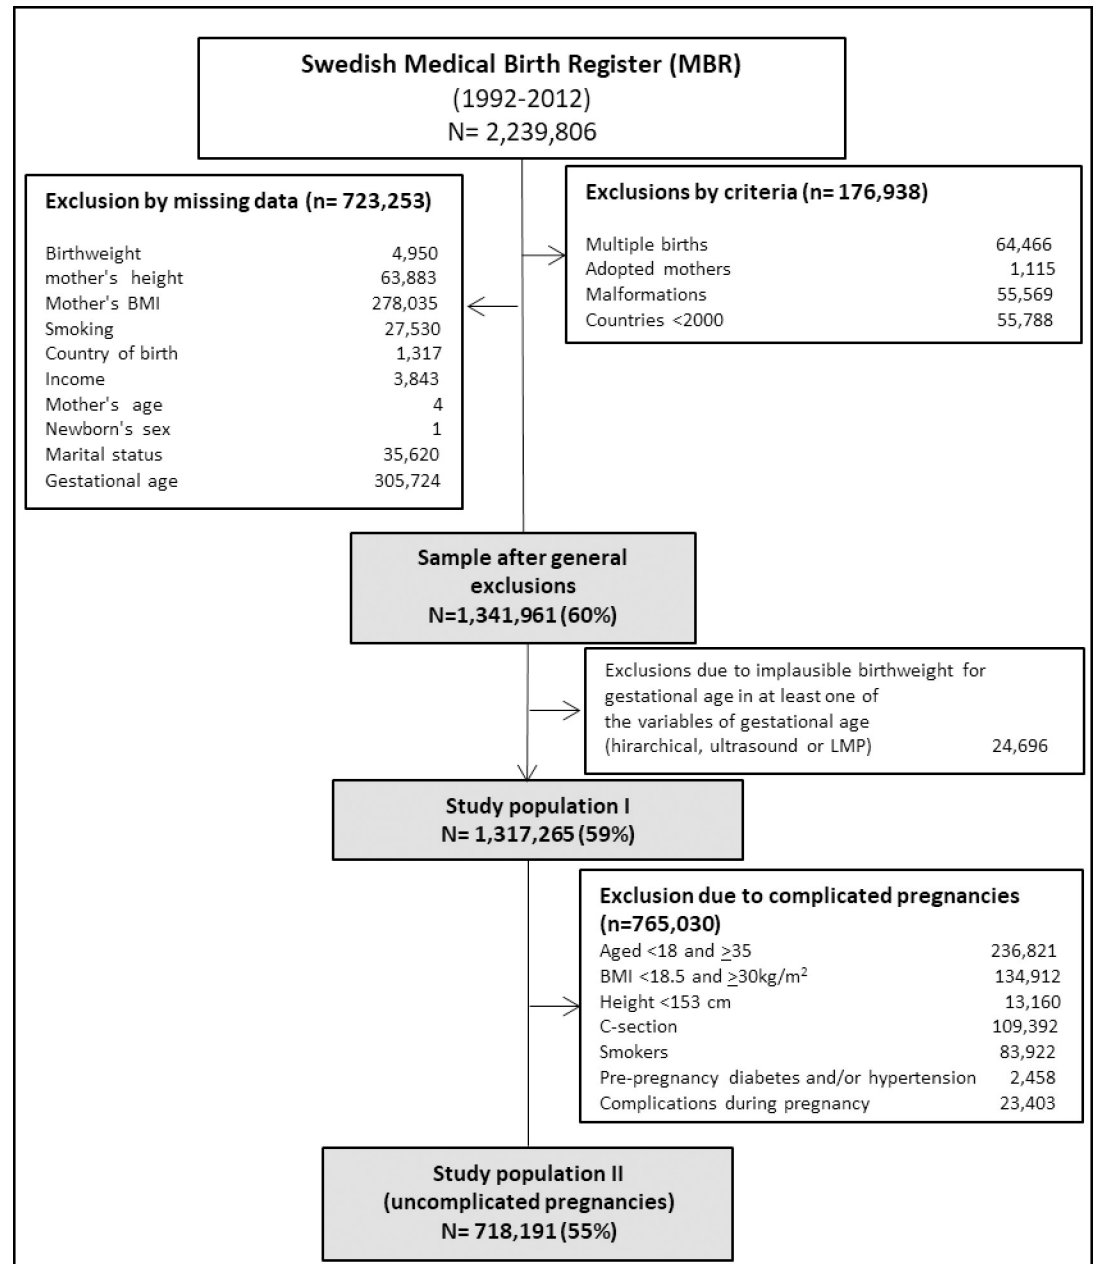 Swedish Medical Birth Register (MBR)
(1992-2012)
N= 2,239,806
Exclusion by missing data (n= 723,253)
Birthweight 4,950
mother's height 63,883
Mother's BMI 278,035
Smoking 27,530
Country of birth 1,317
Income 3,843
Mother's age 4
Newborn's sex 1
Marital status 35,620
Gestational age 305,724
Exclusions by criteria (n= 176,938)
Multiple births 64,466
Adopted mothers 1,115
Malformations 55,569
Countries <2000 55,788
Sample after general
exclusions
N=1,341,961 (60%)
Exclusions due to implausible birthweight for
gestational age in at least one of
the variables of gestational age
(hirarchical, ultrasound or LMP) 24,696
Study population I
N= 1,317,265 (59%)
Exclusion due to complicated pregnancies
(n=765,030)
Aged <18 and ≥35 236,821
BMI <18.5 and ≥30kg/m² 134,912
Height <153 cm 13,160
C-section 109,392
Smokers 83,922
Pre-pregnancy diabetes and/or hypertension 2,458
Complications during pregnancy 23,403
Study population II
(uncomplicated pregnancies)
N= 718,191 (55%)